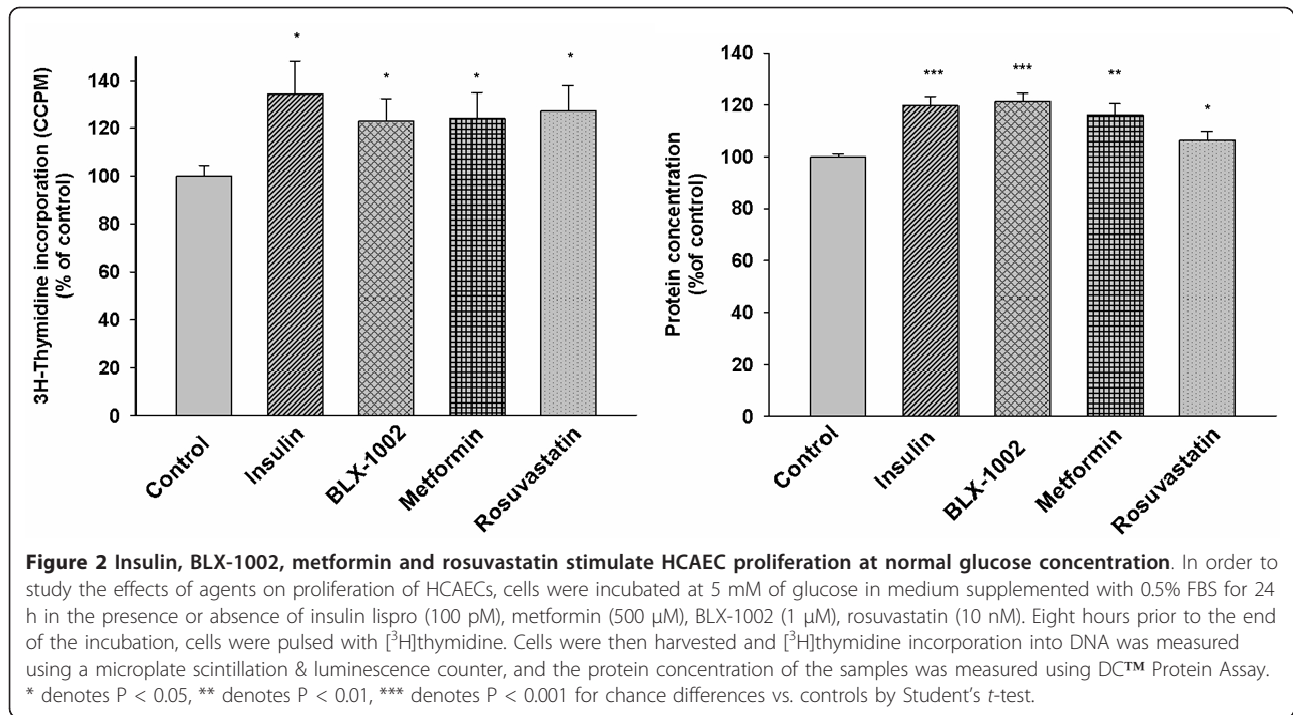 3H-Thymidine incorporation (CCPM)
(% of control)
140
120
100
80
60
40
20
0
*
*
*
*
Control
Insulin
BLX-1002
Metformin
Rosuvastatin
Protein concentration
(%of control)
140
120
100
80
60
40
20
0
***
***
**
*
Control
Insulin
BLX-1002
Metformin
Rosuvastatin
Figure 2 Insulin, BLX-1002, metformin and rosuvastatin stimulate HCAEC proliferation at normal glucose concentration. In order to
study the effects of agents on proliferation of HCAECs, cells were incubated at 5 mM of glucose in medium supplemented with 0.5% FBS for 24
h in the presence or absence of insulin lispro (100 pM), metformin (500 μM), BLX-1002 (1 μM), rosuvastatin (10 nM). Eight hours prior to the end
of the incubation, cells were pulsed with [³H]thymidine. Cells were then harvested and [³H]thymidine incorporation into DNA was measured
using a microplate scintillation & luminescence counter, and the protein concentration of the samples was measured using DC™ Protein Assay.
* denotes P < 0.05, ** denotes P < 0.01, *** denotes P < 0.001 for chance differences vs. controls by Student's t-test.